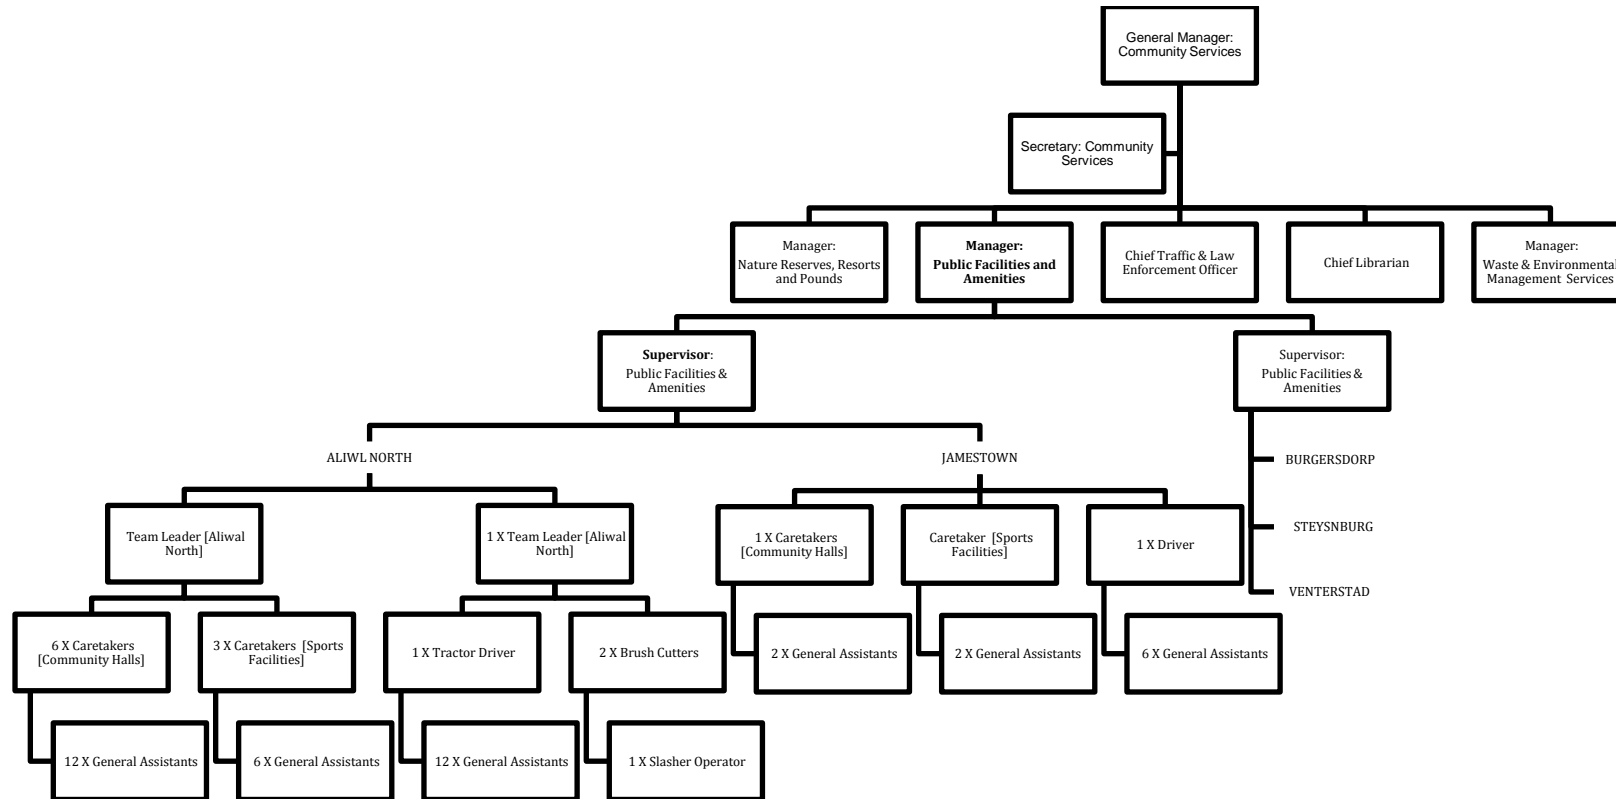 General Manager:
Community Services
Secretary: Community
Services
Manager:
Nature Reserves, Resorts
and Pounds
Manager:
Public Facilities and
Amenities
Chief Traffic & Law
Enforcement Officer
Chief Librarian
Manager:
Waste & Environmental
Management Services
Supervisor:
Public Facilities &
Amenities
Supervisor:
Public Facilities &
Amenities
ALIWL NORTH
JAMESTOWN
BURGERSDORP
STEYSNBURG
VENTERSTAD
Team Leader [Aliwal
North]
1 X Team Leader [Aliwal
North]
1 X Caretakers
[Community Halls]
Caretaker [Sports
Facilities]
1 X Driver
6 X Caretakers
[Community Halls]
3 X Caretakers [Sports
Facilities]
1 X Tractor Driver
2 X Brush Cutters
2 X General Assistants
2 X General Assistants
6 X General Assistants
12 X General Assistants
6 X General Assistants
12 X General Assistants
1 X Slasher Operator